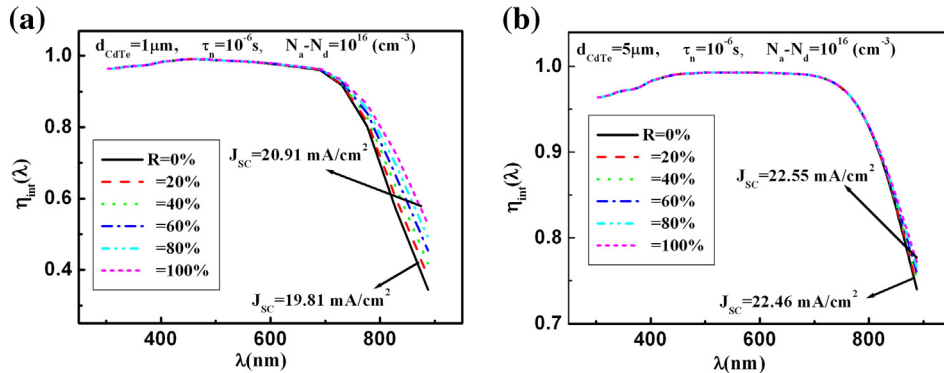 (a)
d_CdTe=1μm, τ_n=10^-6 s, N_a-N_d=10^16 (cm^-3)
1.0
0.8
0.6
0.4
η_int(λ)
R=0%
=20%
=40%
=60%
=80%
=100%
J_SC=20.91 mA/cm^2
J_SC=19.81 mA/cm^2
400
600
800
λ(nm)
(b)
d_CdTe=5μm, τ_n=10^-6 s, N_a-N_d=10^16 (cm^-3)
1.0
0.9
0.8
0.7
η_int(λ)
R=0%
=20%
=40%
=60%
=80%
=100%
J_SC=22.55 mA/cm^2
J_SC=22.46 mA/cm^2
400
600
800
λ(nm)